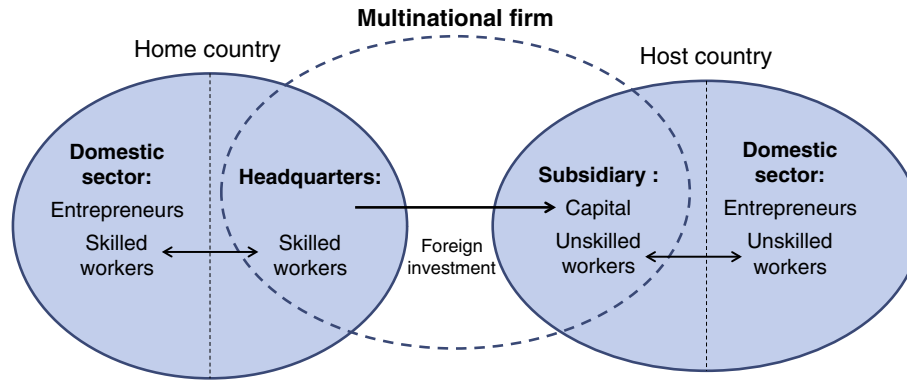 Multinational firm
Home country
Host country
Domestic
sector:
Entrepreneurs
Skilled
workers
Headquarters:
Skilled
workers
Foreign
investment
Subsidiary :
Capital
Unskilled
workers
Domestic
sector:
Entrepreneurs
Unskilled
workers